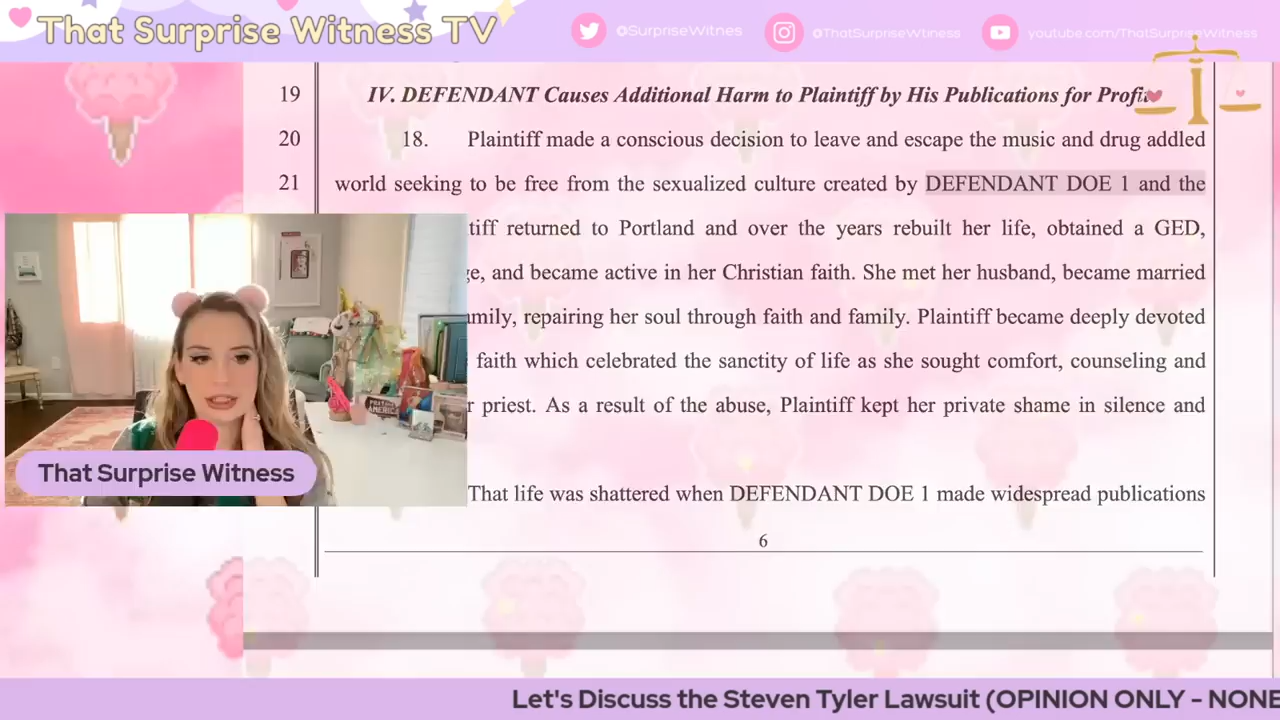 That Surprise Witness TV
@SurpriseWitnes
@ThatSurpriseWtiness
youtube.com/ThatSurpriseWitness
19 IV. DEFENDANT Causes Additional Harm to Plaintiff by His Publications for Profit
20 18. Plaintiff made a conscious decision to leave and escape the music and drug addled
21 world seeking to be free from the sexualized culture created by DEFENDANT DOE 1 and the
tiff returned to Portland and over the years rebuilt her life, obtained a GED,
ge, and became active in her Christian faith. She met her husband, became married
amily, repairing her soul through faith and family. Plaintiff became deeply devoted
faith which celebrated the sanctity of life as she sought comfort, counseling and
r priest. As a result of the abuse, Plaintiff kept her private shame in silence and
That life was shattered when DEFENDANT DOE 1 made widespread publications
6
That Surprise Witness
Let's Discuss the Steven Tyler Lawsuit (OPINION ONLY - NONE